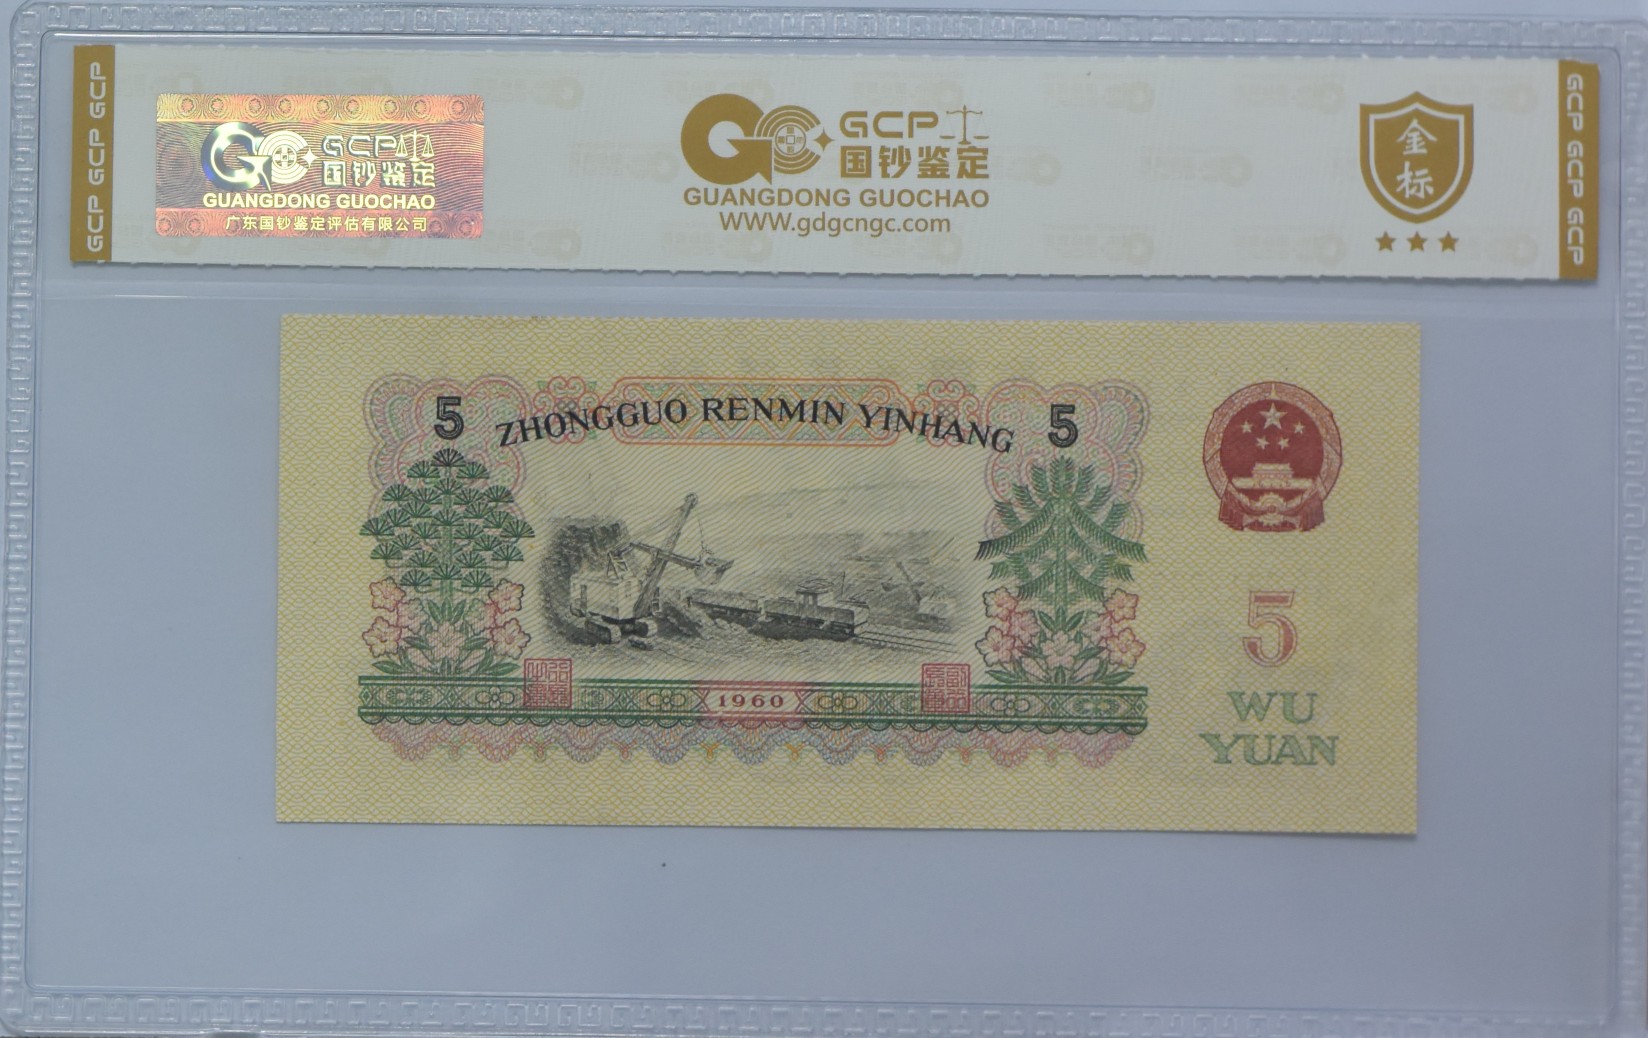 GCP GCP GCP
GCP
国钞鉴定
GUANGDONG GUOCHAO
广东国钞鉴定评估有限公司
GCP
国钞鉴定
GUANGDONG GUOCHAO
WWW.gdgcngc.com
金标
GCP GCP GCP
5 ZHONGGUO RENMIN YINHANG 5
1960
5
WU
YUAN